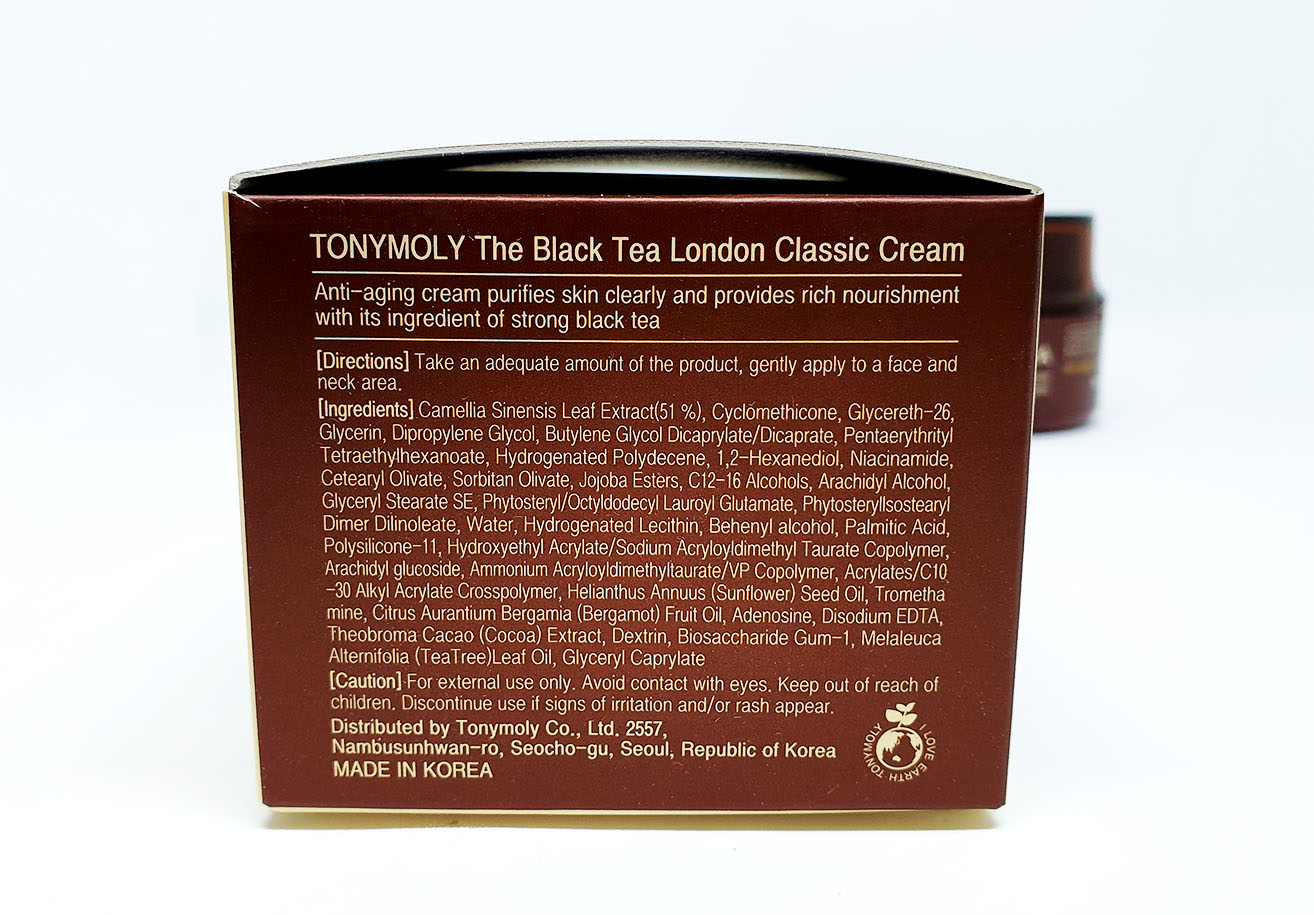 TONYMOLY The Black Tea London Classic Cream
Anti-aging cream purifies skin clearly and provides rich nourishment
with its ingredient of strong black tea
[Directions] Take an adequate amount of the product, gently apply to a face and
neck area.
[Ingredients] Camellia Sinensis Leaf Extract(51 %), Cyclomethicone, Glycereth-26,
Glycerin, Dipropylene Glycol, Butylene Glycol Dicaprylate/Dicaprate, Pentaerythrityl
Tetraethylhexanoate, Hydrogenated Polydecene, 1,2-Hexanediol, Niacinamide,
Cetearyl Olivate, Sorbitan Olivate, Jojoba Esters, C12-16 Alcohols, Arachidyl Alcohol,
Glyceryl Stearate SE, Phytosteryl/Octyldodecyl Lauroyl Glutamate, PhytosterylIsostearyl
Dimer Dilinoleate, Water, Hydrogenated Lecithin, Behenyl alcohol, Palmitic Acid,
Polysilicone-11, Hydroxyethyl Acrylate/Sodium Acryloyldimethyl Taurate Copolymer,
Arachidyl glucoside, Ammonium Acryloyldimethyltaurate/VP Copolymer, Acrylates/C10
-30 Alkyl Acrylate Crosspolymer, Helianthus Annuus (Sunflower) Seed Oil, Trometha
mine, Citrus Aurantium Bergamia (Bergamot) Fruit Oil, Adenosine, Disodium EDTA,
Theobroma Cacao (Cocoa) Extract, Dextrin, Biosaccharide Gum-1, Melaleuca
Alternifolia (TeaTree)Leaf Oil, Glyceryl Caprylate
[Caution] For external use only. Avoid contact with eyes. Keep out of reach of
children. Discontinue use if signs of irritation and/or rash appear.
Distributed by Tonymoly Co., Ltd. 2557,
Nambusunhwan-ro, Seocho-gu, Seoul, Republic of Korea
MADE IN KOREA
I LOVE EARTH TONYMOLY